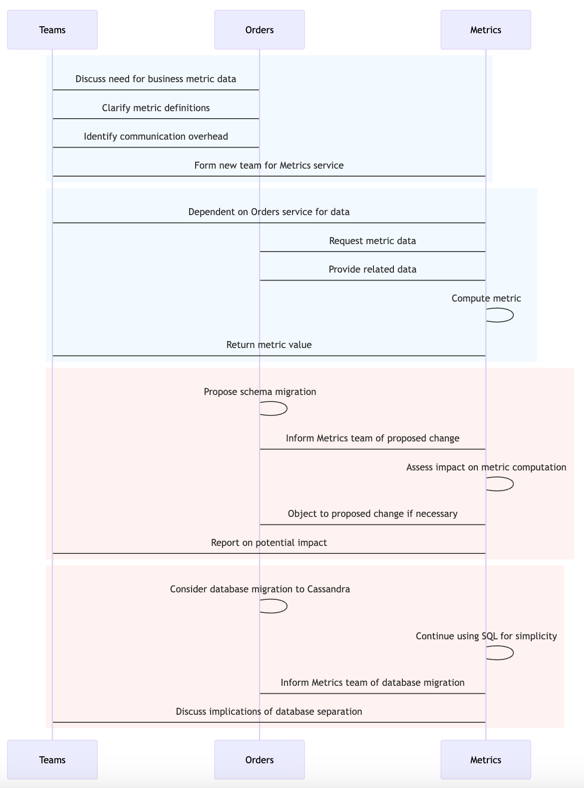 Teams
Orders
Metrics
Discuss need for business metric data
Clarify metric definitions
Identify communication overhead
Form new team for Metrics service
Dependent on Orders service for data
Request metric data
Provide related data
Compute metric
Return metric value
Propose schema migration
Inform Metrics team of proposed change
Assess impact on metric computation
Object to proposed change if necessary
Report on potential impact
Consider database migration to Cassandra
Continue using SQL for simplicity
Inform Metrics team of database migration
Discuss implications of database separation
Teams
Orders
Metrics